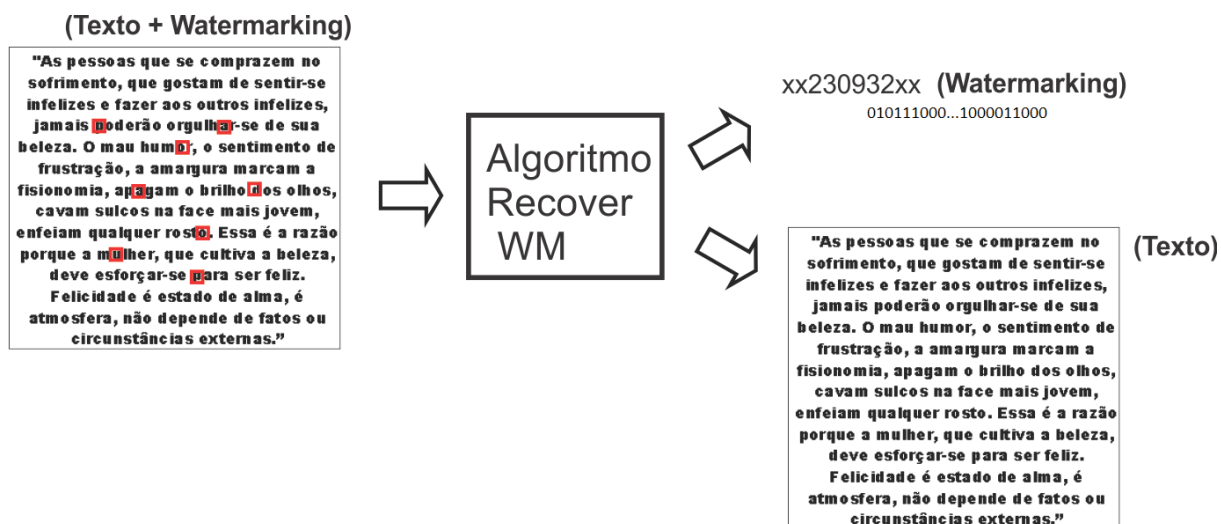 (Texto + Watermarking)
"As pessoas que se comprazem no
sofrimento, que gostam de sentir-se
infelizes e fazer aos outros infelizes,
jamais poderão orgulhar-se de sua
beleza. O mau humor, o sentimento de
frustração, a amargura marcam a
fisionomia, apagam o brilho dos olhos,
cavam sulcos na face mais jovem,
enfeiam qualquer rosto. Essa é a razão
porque a mulher, que cultiva a beleza,
deve esforçar-se para ser feliz.
Felicidade é estado de alma, é
atmosfera, não depende de fatos ou
circunstâncias externas.”
Algoritmo
Recover
WM
xx230932xx (Watermarking)
010111000...1000011000
(Texto)
"As pessoas que se comprazem no
sofrimento, que gostam de sentir-se
infelizes e fazer aos outros infelizes,
jamais poderão orgulhar-se de sua
beleza. O mau humor, o sentimento de
frustração, a amargura marcam a
fisionomia, apagam o brilho dos olhos,
cavam sulcos na face mais jovem,
enfeiam qualquer rosto. Essa é a razão
porque a mulher, que cultiva a beleza,
deve esforçar-se para ser feliz.
Felicidade é estado de alma, é
atmosfera, não depende de fatos ou
circunstâncias externas.”